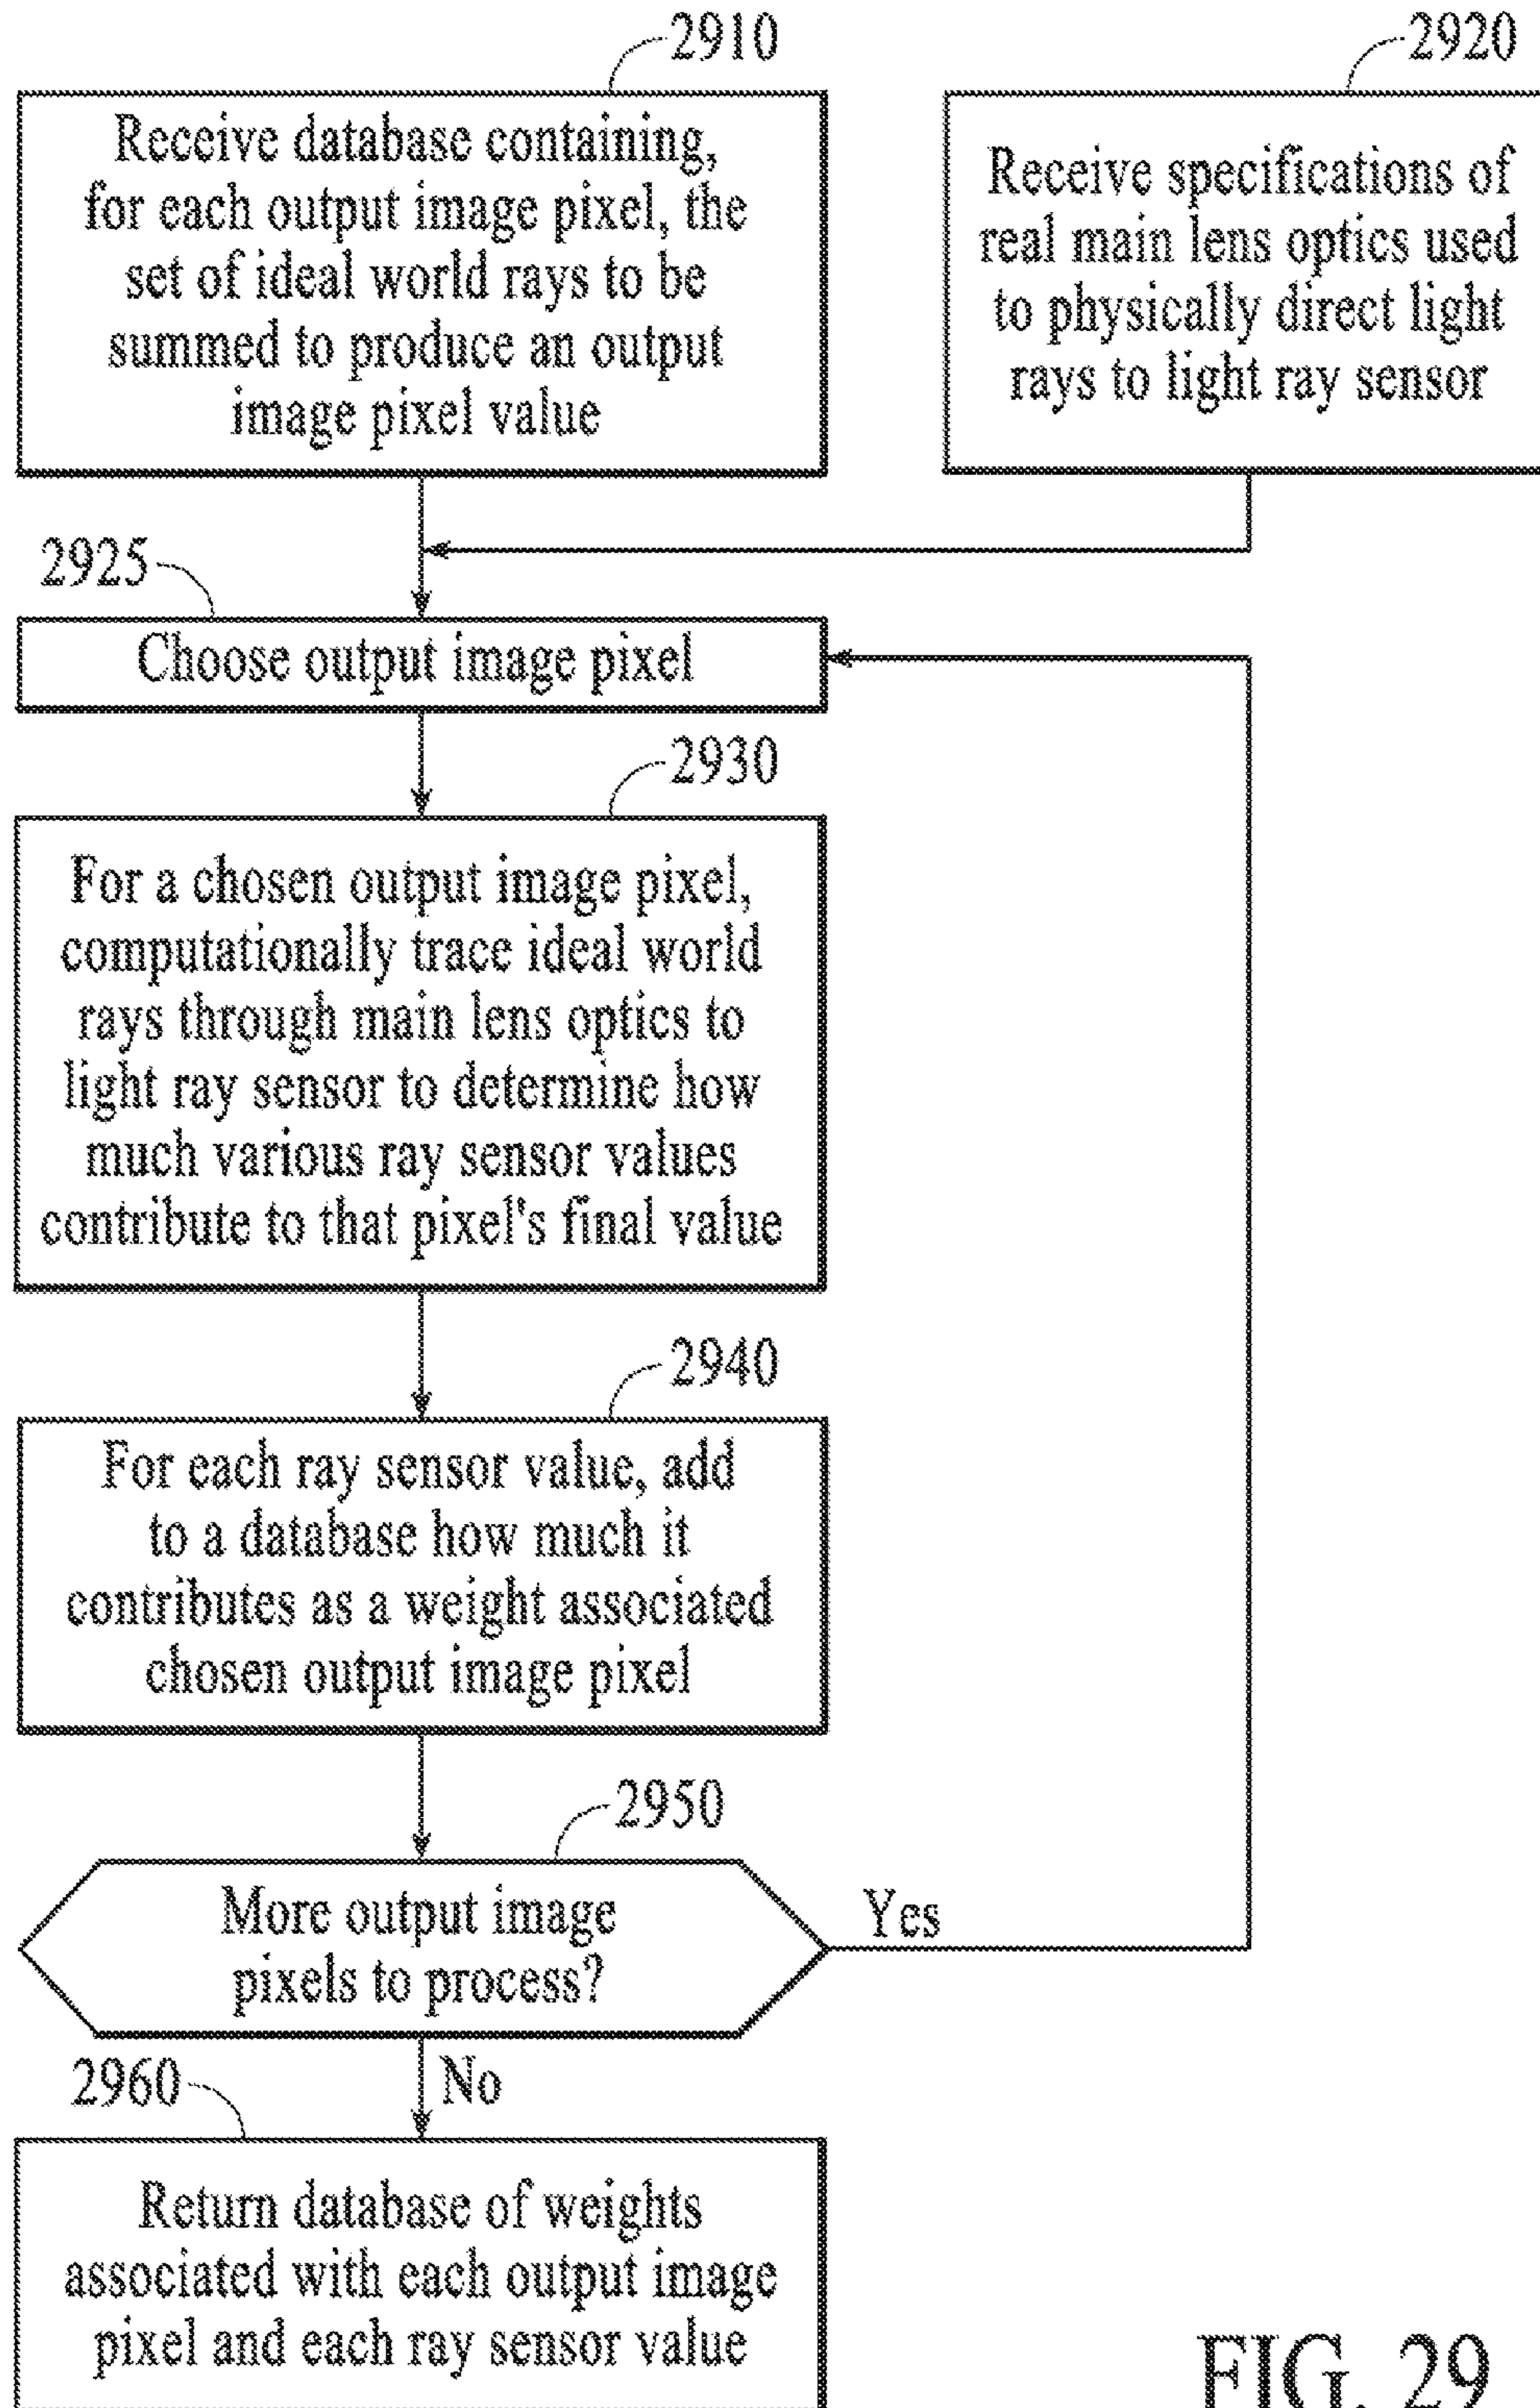 2910
Receive database containing,
for each output image pixel, the
set of ideal world rays to be
summed to produce an output
image pixel value
2920
Receive specifications of
real main lens optics used
to physically direct light
rays to light ray sensor
2925
Choose output image pixel
2930
For a chosen output image pixel,
computationally trace ideal world
rays through main lens optics to
light ray sensor to determine how
much various ray sensor values
contribute to that pixel's final value
2940
For each ray sensor value, add
to a database how much it
contributes as a weight associated
chosen output image pixel
2950
More output image
pixels to process?
Yes
No
2960
Return database of weights
associated with each output image
pixel and each ray sensor value
FIG. 29